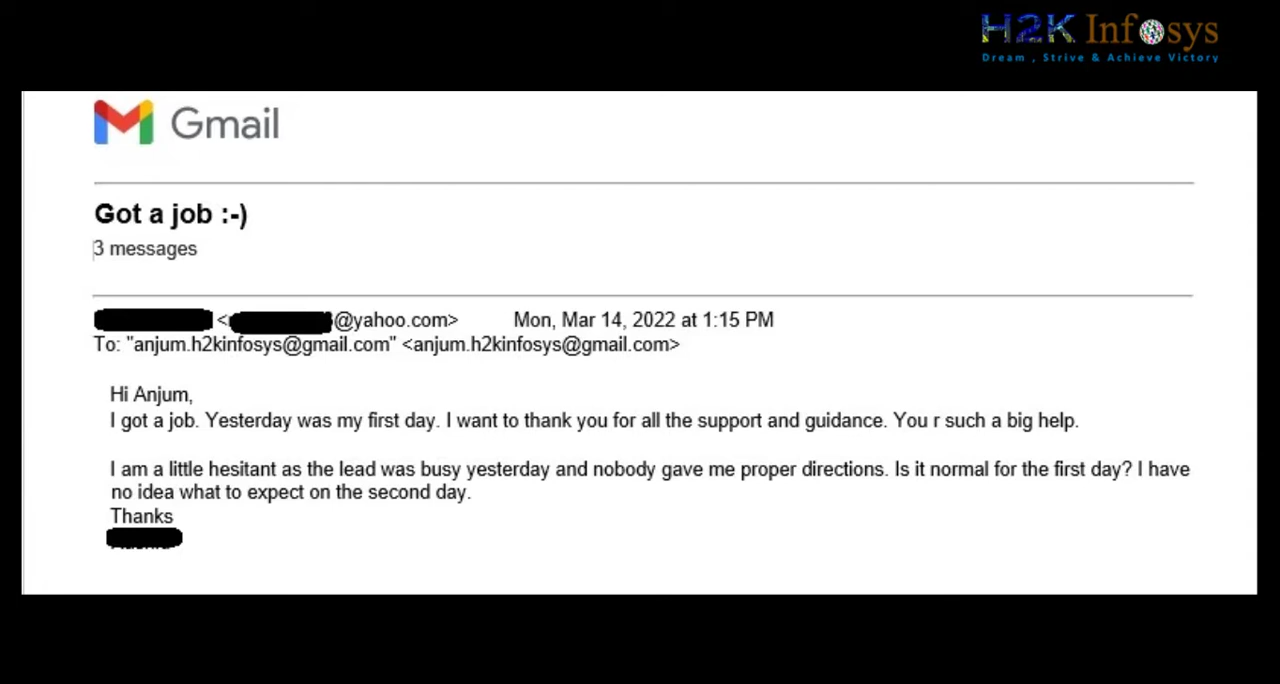 H2K Infosys
Dream , Strive & Achieve Victory
Gmail
Got a job :-)
3 messages
<@yahoo.com> Mon, Mar 14, 2022 at 1:15 PM
To: "anjum.h2kinfosys@gmail.com" <anjum.h2kinfosys@gmail.com>
Hi Anjum,
I got a job. Yesterday was my first day. I want to thank you for all the support and guidance. You r such a big help.
I am a little hesitant as the lead was busy yesterday and nobody gave me proper directions. Is it normal for the first day? I have
no idea what to expect on the second day.
Thanks